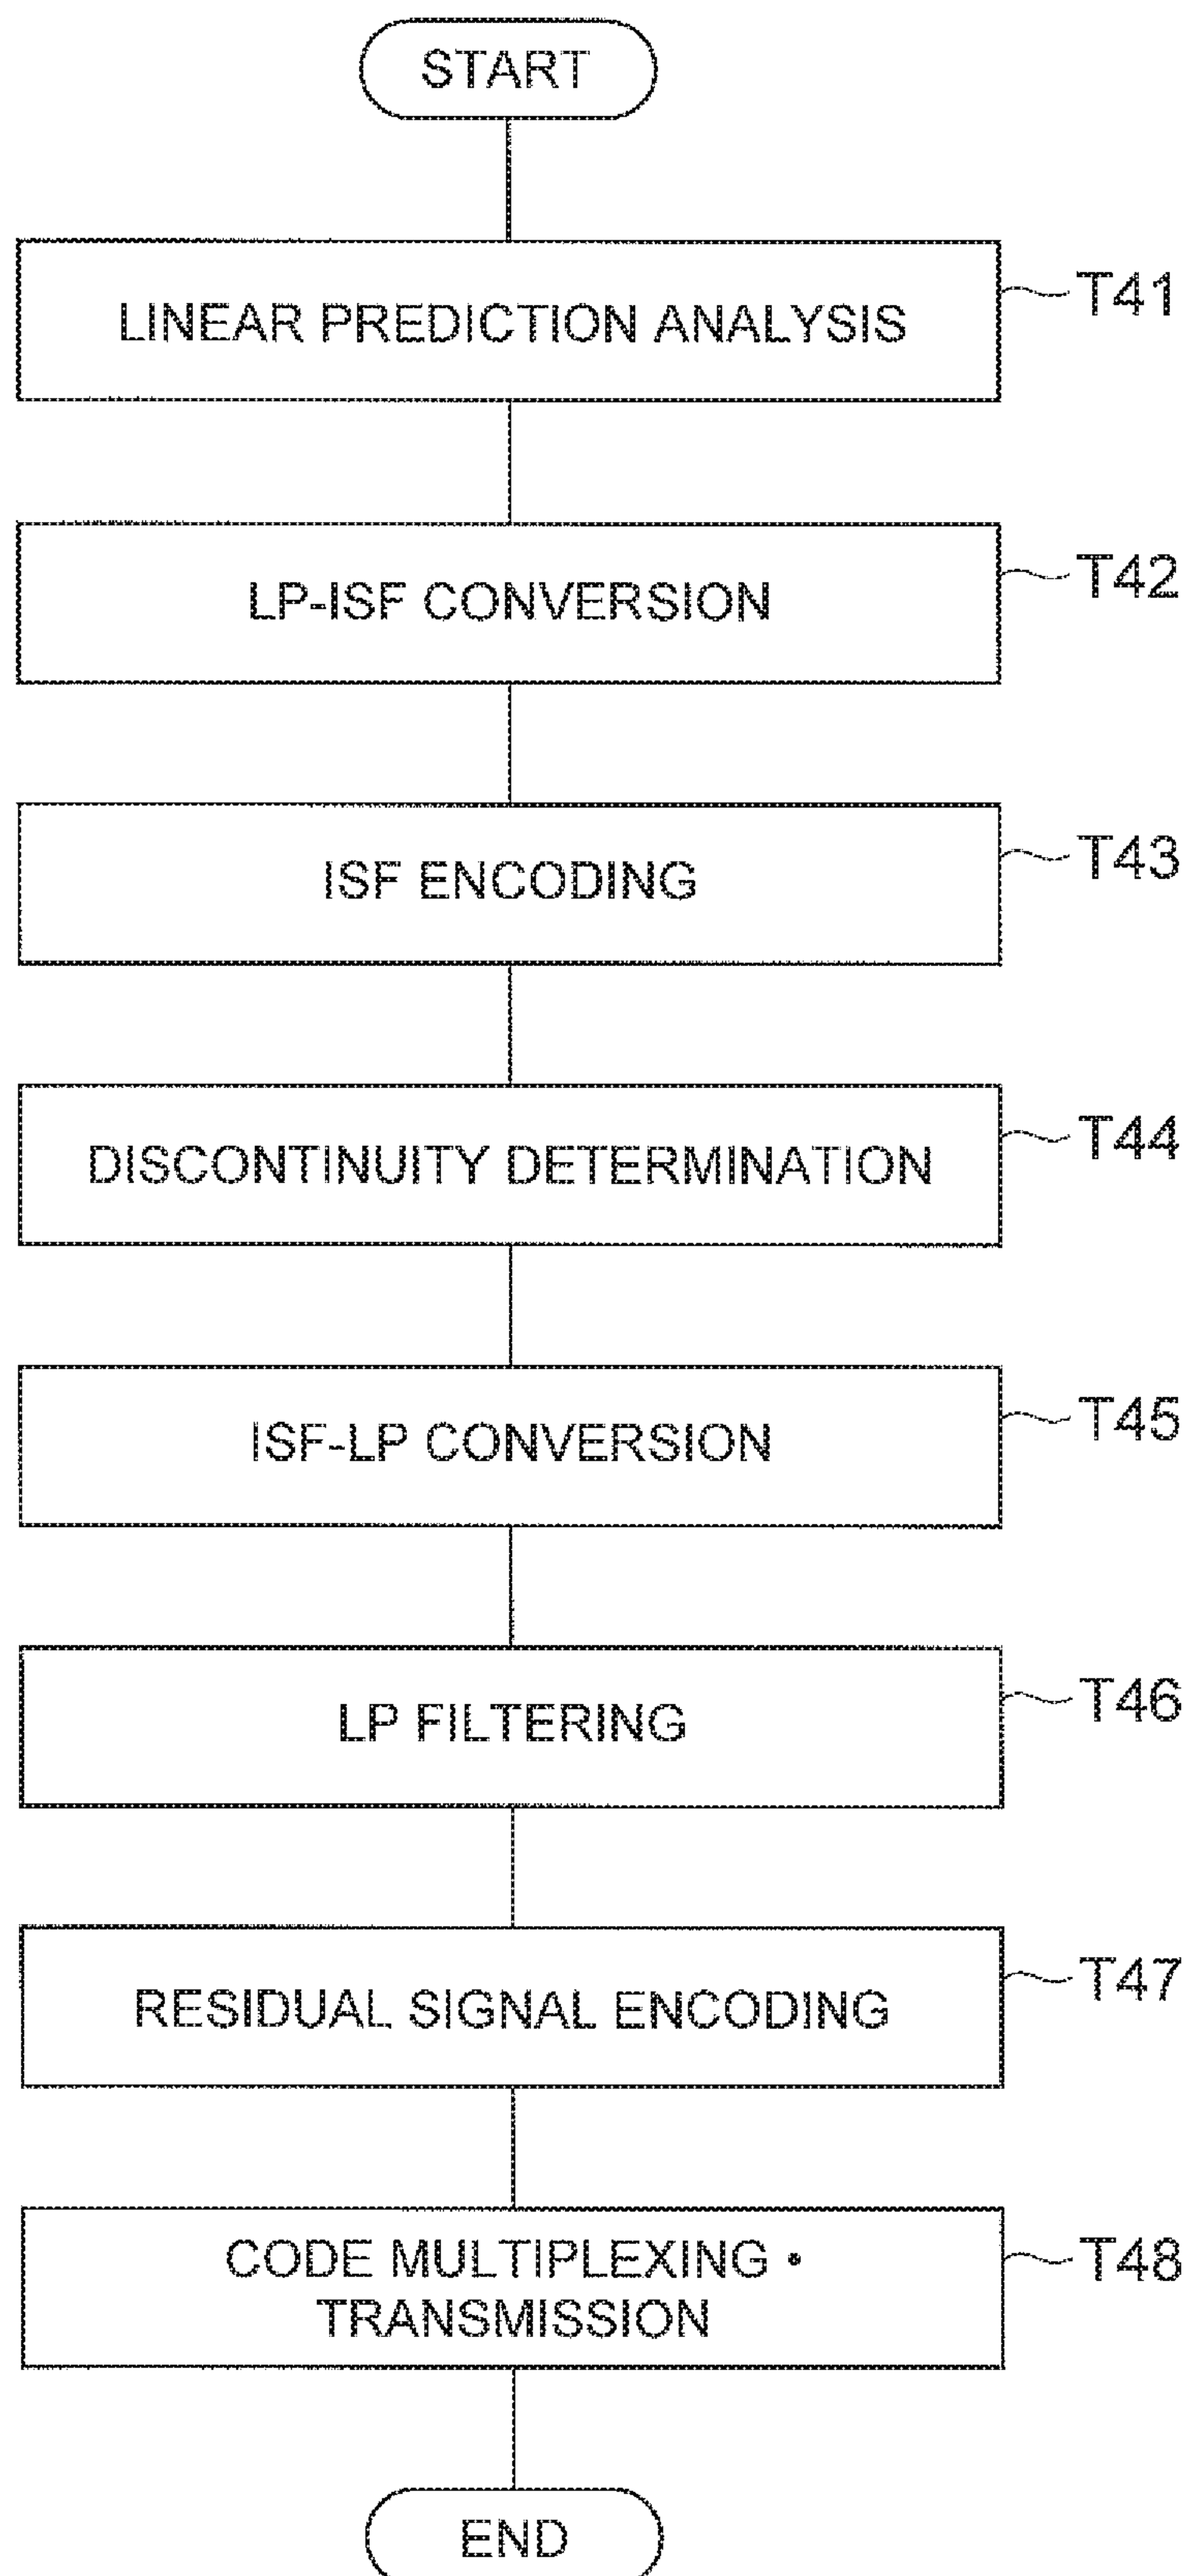 START
LINEAR PREDICTION ANALYSIS
T41
LP-ISF CONVERSION
T42
ISF ENCODING
T43
DISCONTINUITY DETERMINATION
T44
ISF-LP CONVERSION
T45
LP FILTERING
T46
RESIDUAL SIGNAL ENCODING
T47
CODE MULTIPLEXING •
TRANSMISSION
T48
END